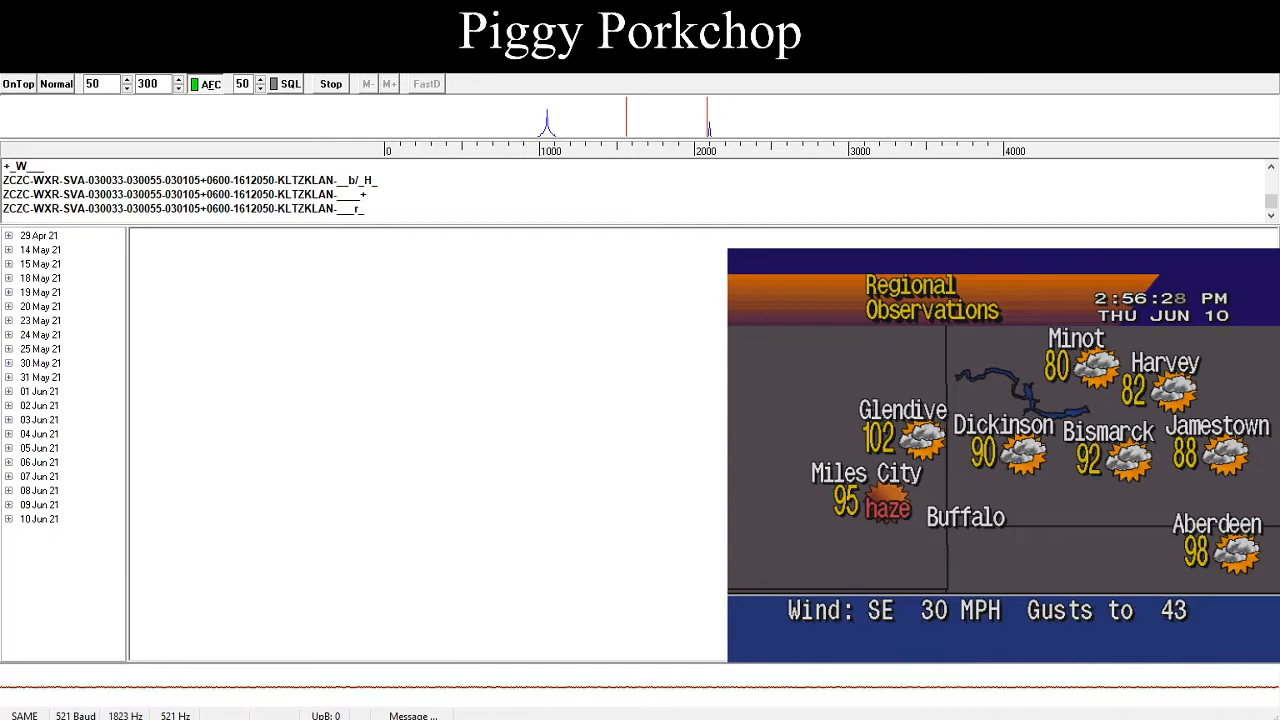 Piggy Porkchop
OnTop Normal 50 300 AFC 50 SQL Stop M- M+ FastD
0 1000 2000 3000 4000
+_W___
ZCZC-WXR-SVA-030033-030055-030105+0600-1612050-KLTZKLAN-__b/_H_
ZCZC-WXR-SVA-030033-030055-030105+0600-1612050-KLTZKLAN-____+
ZCZC-WXR-SVA-030033-030055-030105+0600-1612050-KLTZKLAN-___r_
29 Apr 21
14 May 21
15 May 21
18 May 21
19 May 21
20 May 21
23 May 21
24 May 21
25 May 21
30 May 21
31 May 21
01 Jun 21
02 Jun 21
03 Jun 21
04 Jun 21
05 Jun 21
06 Jun 21
07 Jun 21
08 Jun 21
09 Jun 21
10 Jun 21
Regional
Observations
2:56:28 PM
THU JUN 10
Minot
80
Harvey
82
Glendive
102
Dickinson
90
Bismarck
92
Jamestown
88
Miles City
95 haze
Buffalo
Aberdeen
98
Wind: SE 30 MPH Gusts to 43
SAME 521 Baud 1823 Hz 521 Hz UpB: 0 Message ...